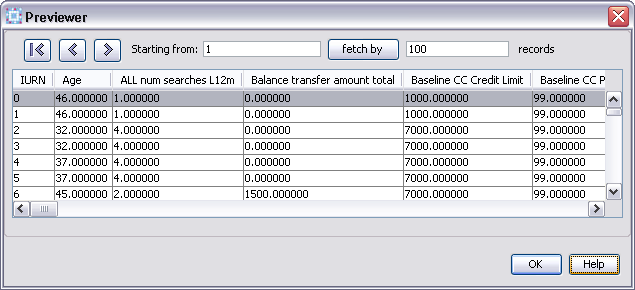 Previewer
Starting from: 1 fetch by 100 records
IURN Age ALL num searches L12m Balance transfer amount total Baseline CC Credit Limit Baseline CC P
0 46.000000 1.000000 0.000000 1000.000000 99.000000
1 46.000000 1.000000 0.000000 1000.000000 99.000000
2 32.000000 4.000000 0.000000 7000.000000 99.000000
3 32.000000 4.000000 0.000000 7000.000000 99.000000
4 37.000000 4.000000 0.000000 7000.000000 99.000000
5 37.000000 4.000000 0.000000 7000.000000 99.000000
6 45.000000 2.000000 1500.000000 7000.000000 99.000000
OK Help